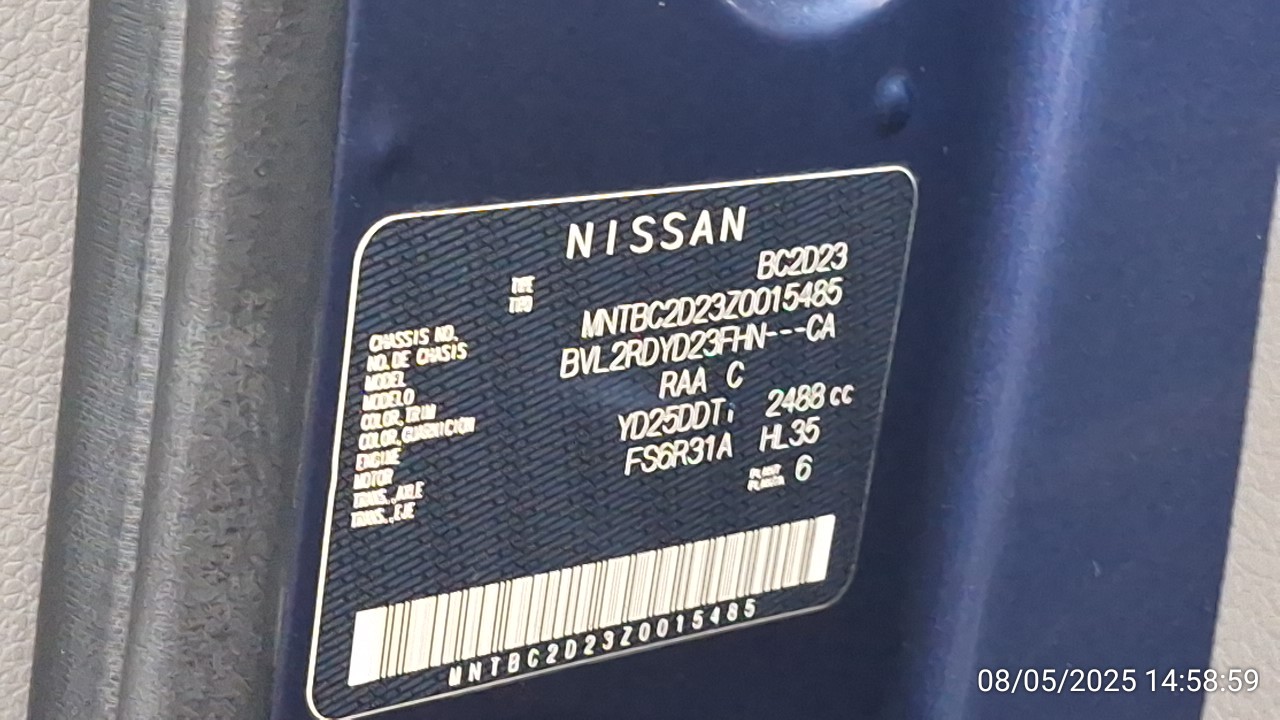 NISSAN
TYPE BC2D23
TIPO
CHASSIS NO. MNTBC2D23Z0015485
NO. DE CHASIS
MODEL BVL2RDYD23FHN---CA
MODELO
COLOR, TRIM RAA C
COLOR, GUARNICION
ENGINE YD25DDTi 2488 cc
MOTOR
TRANS., AXLE FS6R31A HL35
TRANS., EJE
PLANT 6
PLANTA
MNTBC2D23Z0015485
08/05/2025 14:58:59